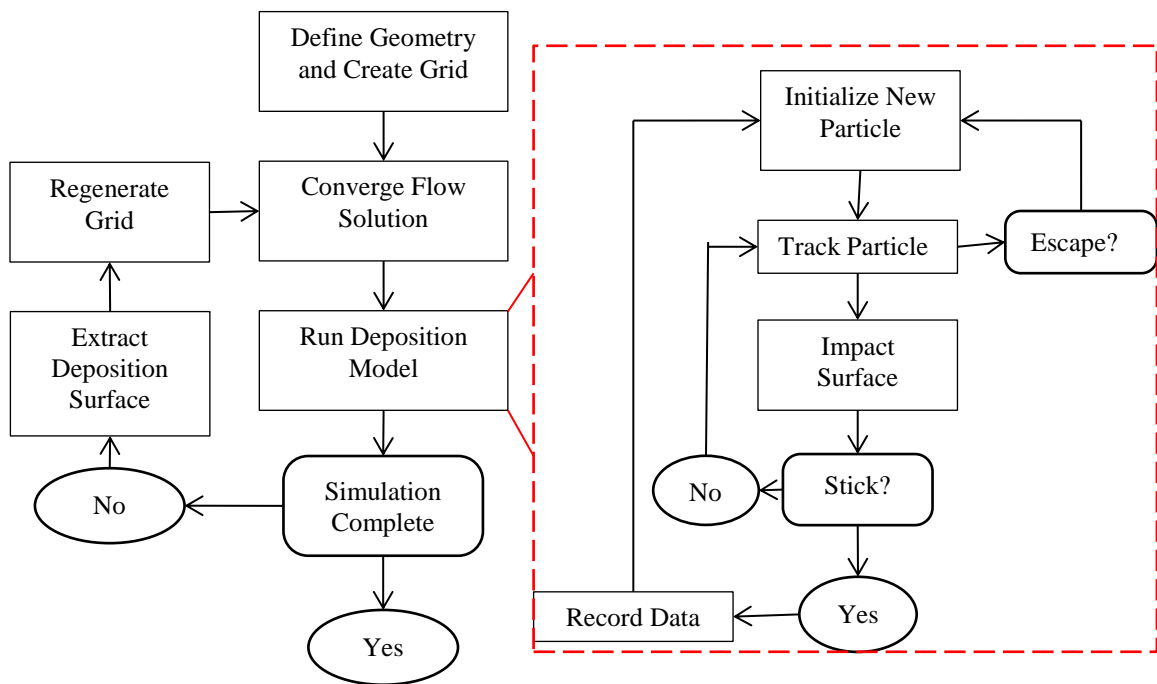 Define Geometry
and Create Grid
Converge Flow
Solution
Regenerate
Grid
Run Deposition
Model
Extract
Deposition
Surface
Simulation
Complete
No
Yes
Initialize New
Particle
Track Particle
Escape?
Impact
Surface
Stick?
No
Yes
Record Data